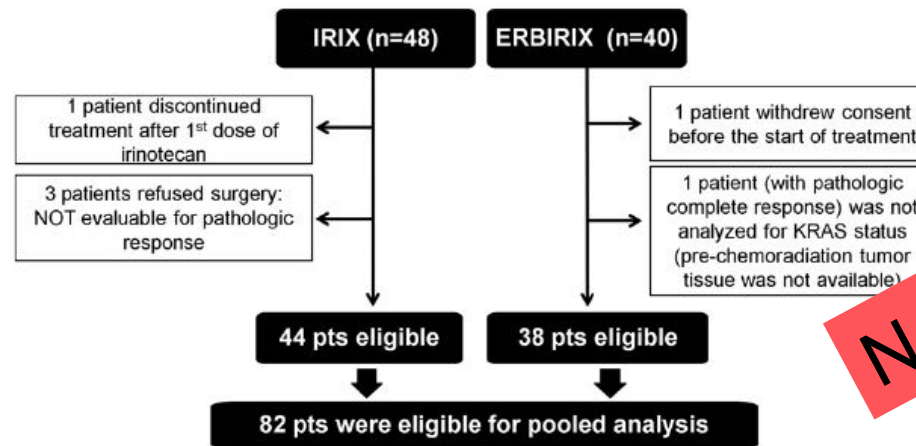 IRIX (n=48)
ERBIRIX (n=40)
1 patient discontinued
treatment after 1st dose of
irinotecan
1 patient withdrew consent
before the start of treatment
3 patients refused surgery:
NOT evaluable for pathologic
response
1 patient (with pathologic
complete response) was not
analyzed for KRAS status
(pre-chemoradiation tumor
tissue was not available)
44 pts eligible
38 pts eligible
82 pts were eligible for pooled analysis
N